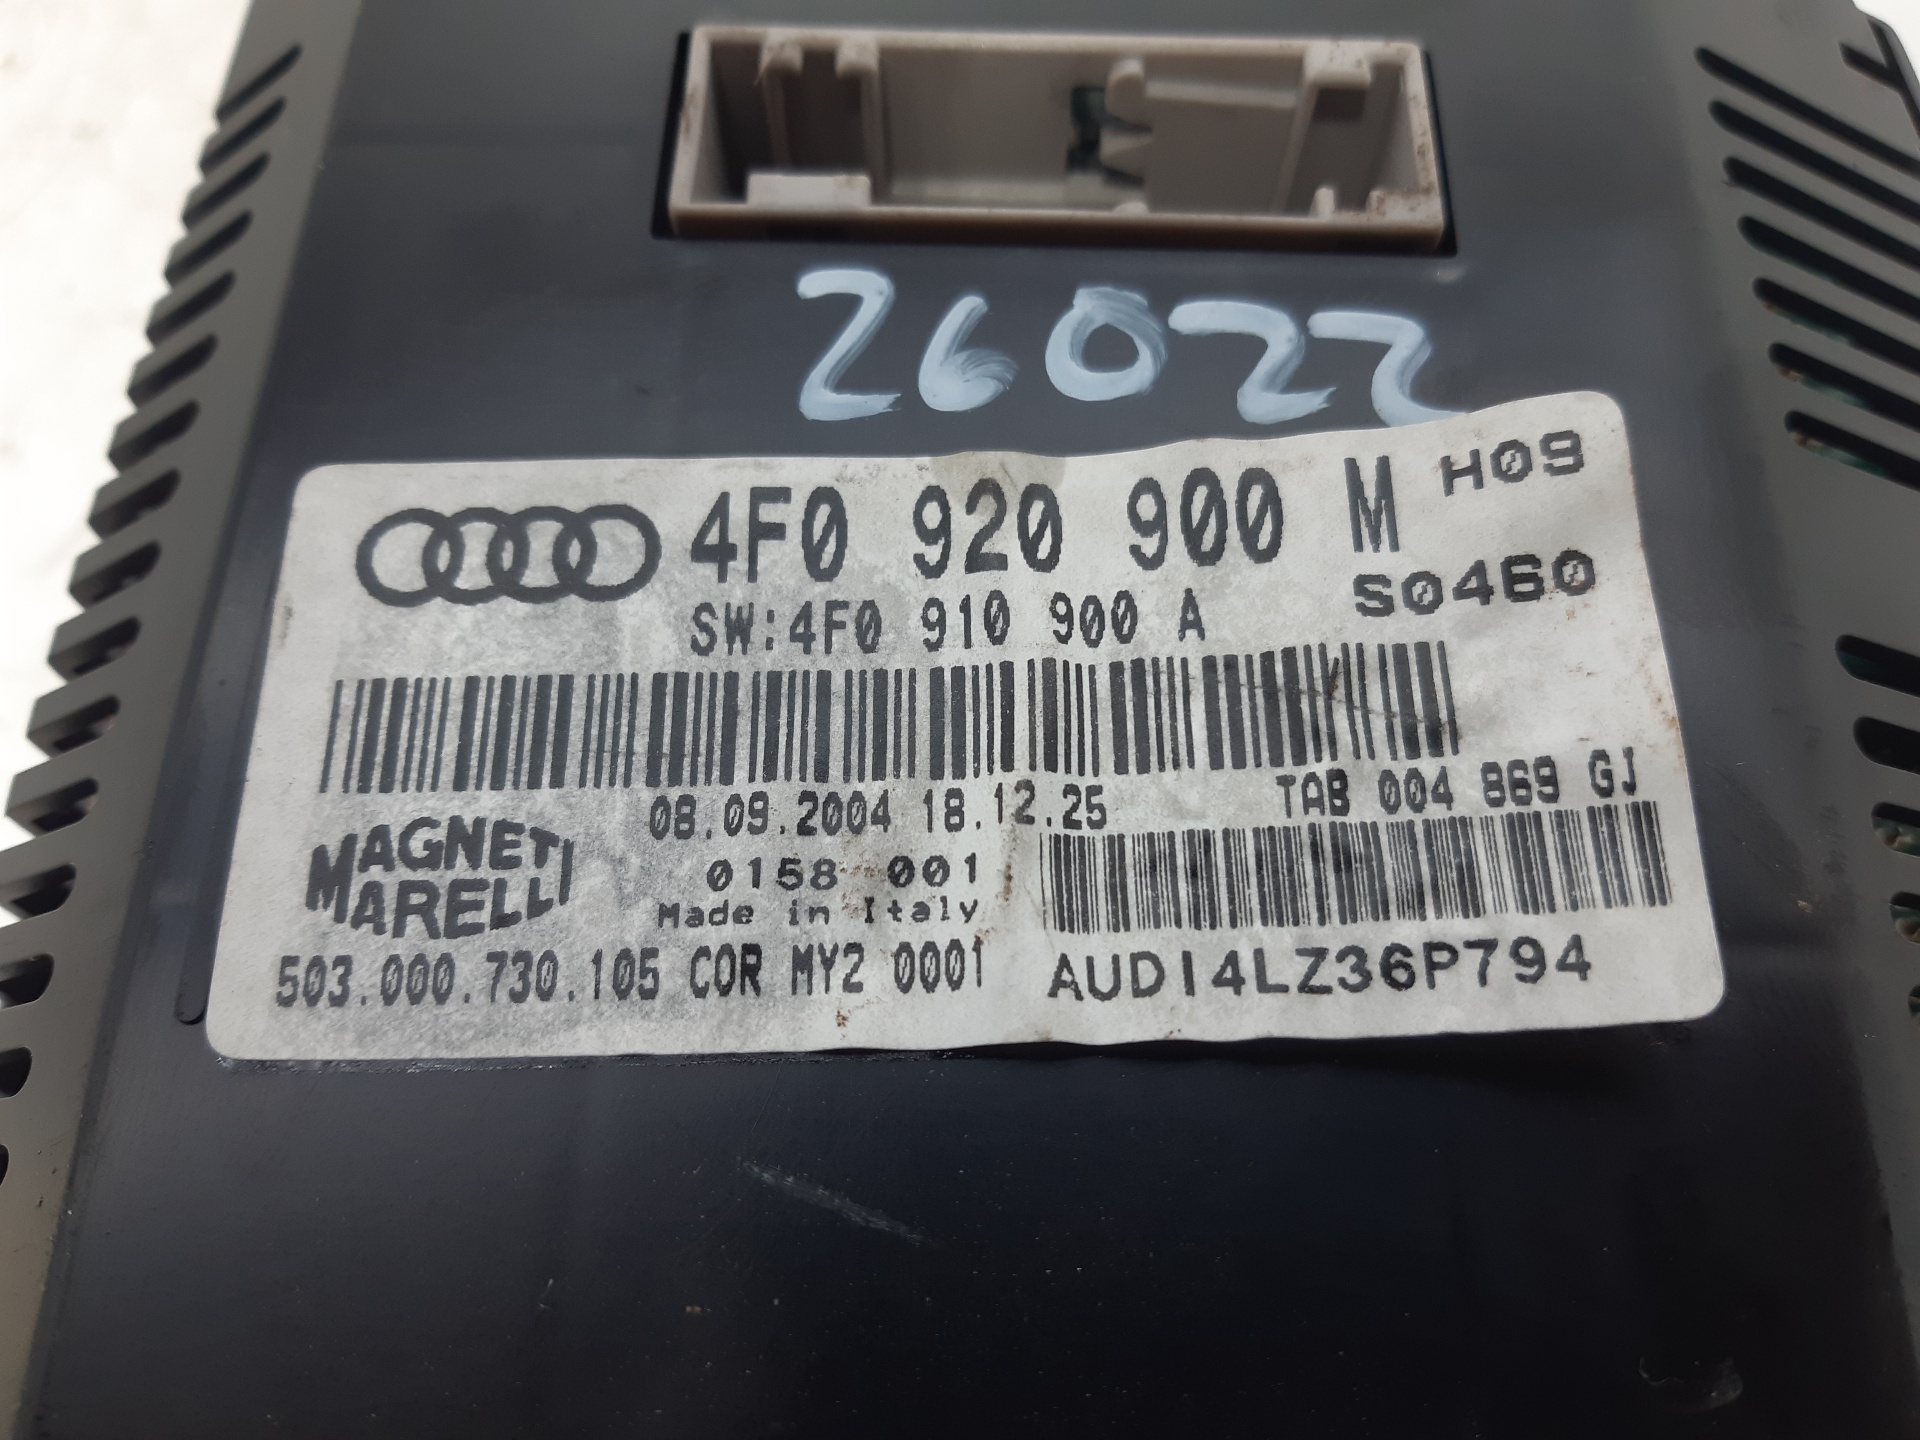 26022
4F0 920 900 M H09
SW:4F0 910 900 A S0460
08.09.2004 18.12.25 TAB 004 869 GJ
MAGNETI
MARELLI
0158 001
Made in Italy
503.000.730.105 COR MY2 0001 AUDI4LZ36P794